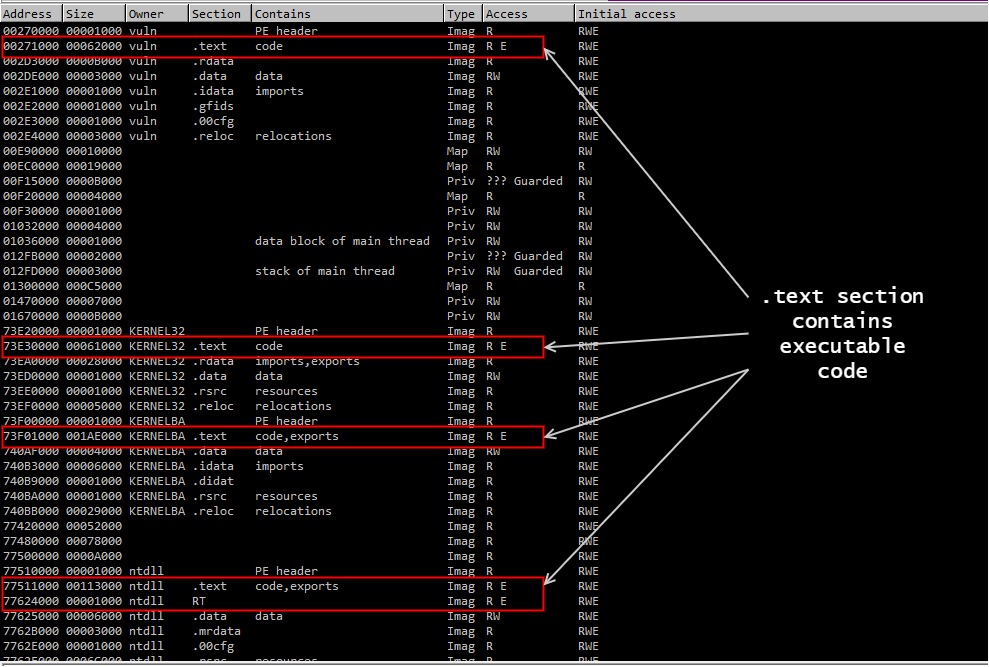 Address Size Owner Section Contains Type Access Initial access
00270000 00001000 vuln PE header Imag R RWE
00271000 00062000 vuln .text code Imag R E RWE
002D3000 0000B000 vuln .rdata Imag R RWE
002DE000 00003000 vuln .data data Imag RW RWE
002E1000 00001000 vuln .idata imports Imag R RWE
002E2000 00001000 vuln .gfids Imag R RWE
002E3000 00001000 vuln .00cfg Imag R RWE
002E4000 00003000 vuln .reloc relocations Imag R RWE
00E90000 00010000 Map RW RW
00EC0000 00019000 Map R R
00F15000 0000B000 Priv ??? Guarded RW
00F20000 00004000 Map R R
00F30000 00001000 Priv RW RW
01032000 00004000 Priv RW RW
01036000 00001000 data block of main thread Priv RW RW
012FB000 00002000 Priv ??? Guarded RW
012FD000 00003000 stack of main thread Priv RW Guarded RW
01300000 000C5000 Map R R
01470000 00007000 Priv RW RW
01670000 0000B000 Priv RW RW
73E20000 00001000 KERNEL32 PE header Imag R RWE
73E30000 00061000 KERNEL32 .text code Imag R E RWE
73EA0000 00028000 KERNEL32 .rdata imports,exports Imag R RWE
73ED0000 00001000 KERNEL32 .data data Imag RW RWE
73EE0000 00001000 KERNEL32 .rsrc resources Imag R RWE
73EF0000 00005000 KERNEL32 .reloc relocations Imag R RWE
73F00000 00001000 KERNELBA PE header Imag R RWE
73F01000 001AE000 KERNELBA .text code,exports Imag R E RWE
740AF000 00004000 KERNELBA .data data Imag RW RWE
740B3000 00006000 KERNELBA .idata imports Imag R RWE
740B9000 00001000 KERNELBA .didat Imag R RWE
740BA000 00001000 KERNELBA .rsrc resources Imag R RWE
740BB000 00029000 KERNELBA .reloc relocations Imag R RWE
77420000 00052000 Imag R RWE
77480000 00078000 Imag R RWE
77500000 0000A000 Imag R RWE
77510000 00001000 ntdll PE header Imag R RWE
77511000 00113000 ntdll .text code,exports Imag R E RWE
77624000 00001000 ntdll RT Imag R E RWE
77625000 00006000 ntdll .data data Imag RW RWE
7762B000 00003000 ntdll .mrdata Imag R RWE
7762E000 00001000 ntdll .00cfg Imag R RWE
7762F000 0006C000 ntdll .rsrc resources Imag R RWE
.text section
contains
executable
code